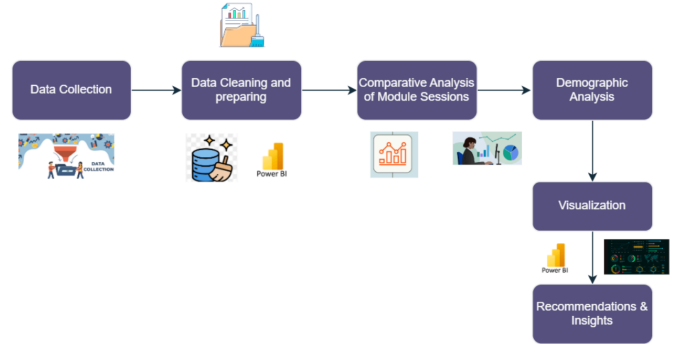 Data Collection
Data Cleaning and
preparing
Comparative Analysis
of Module Sessions
Demographic
Analysis
DATA
COLLECTION
Power BI
Visualization
Power BI
Recommendations &
Insights